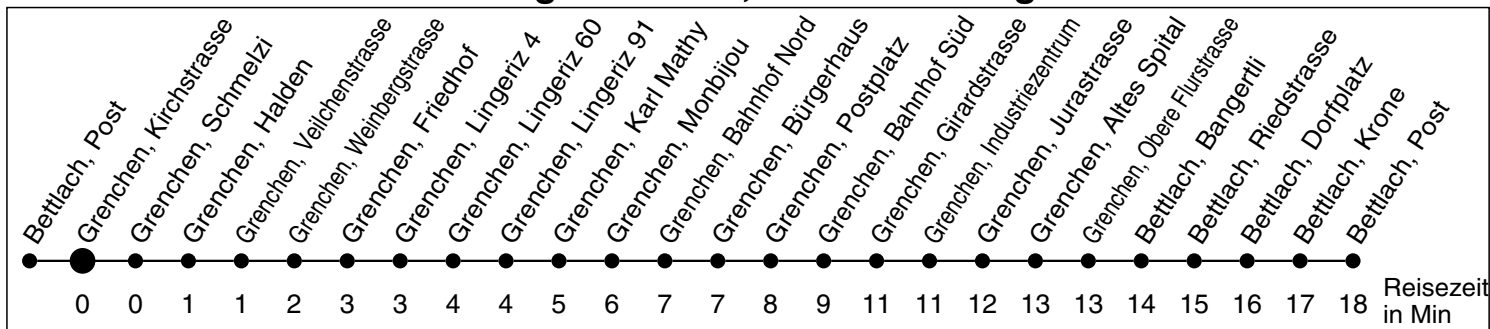 Bettlach, Post
Grenchen, Kirchstrasse
Grenchen, Schmelzi
Grenchen, Halden
Grenchen, Veilchenstrasse
Grenchen, Weinbergstrasse
Grenchen, Friedhof
Grenchen, Lingeriz 4
Grenchen, Lingeriz 60
Grenchen, Lingeriz 91
Grenchen, Karl Mathy
Grenchen, Monbijou
Grenchen, Bahnhof Nord
Grenchen, Bürgerhaus
Grenchen, Postplatz
Grenchen, Bahnhof Süd
Grenchen, Girardstrasse
Grenchen, Industriezentrum
Grenchen, Jurastrasse
Grenchen, Altes Spital
Grenchen, Obere Flurstrasse
Bettlach, Bangertli
Bettlach, Riedstrasse
Bettlach, Dorfplatz
Bettlach, Krone
Bettlach, Post
0 0 1 1 2 3 3 4 4 5 6 7 7 8 9 11 11 12 13 13 14 15 16 17 18
Reisezeit
in Min